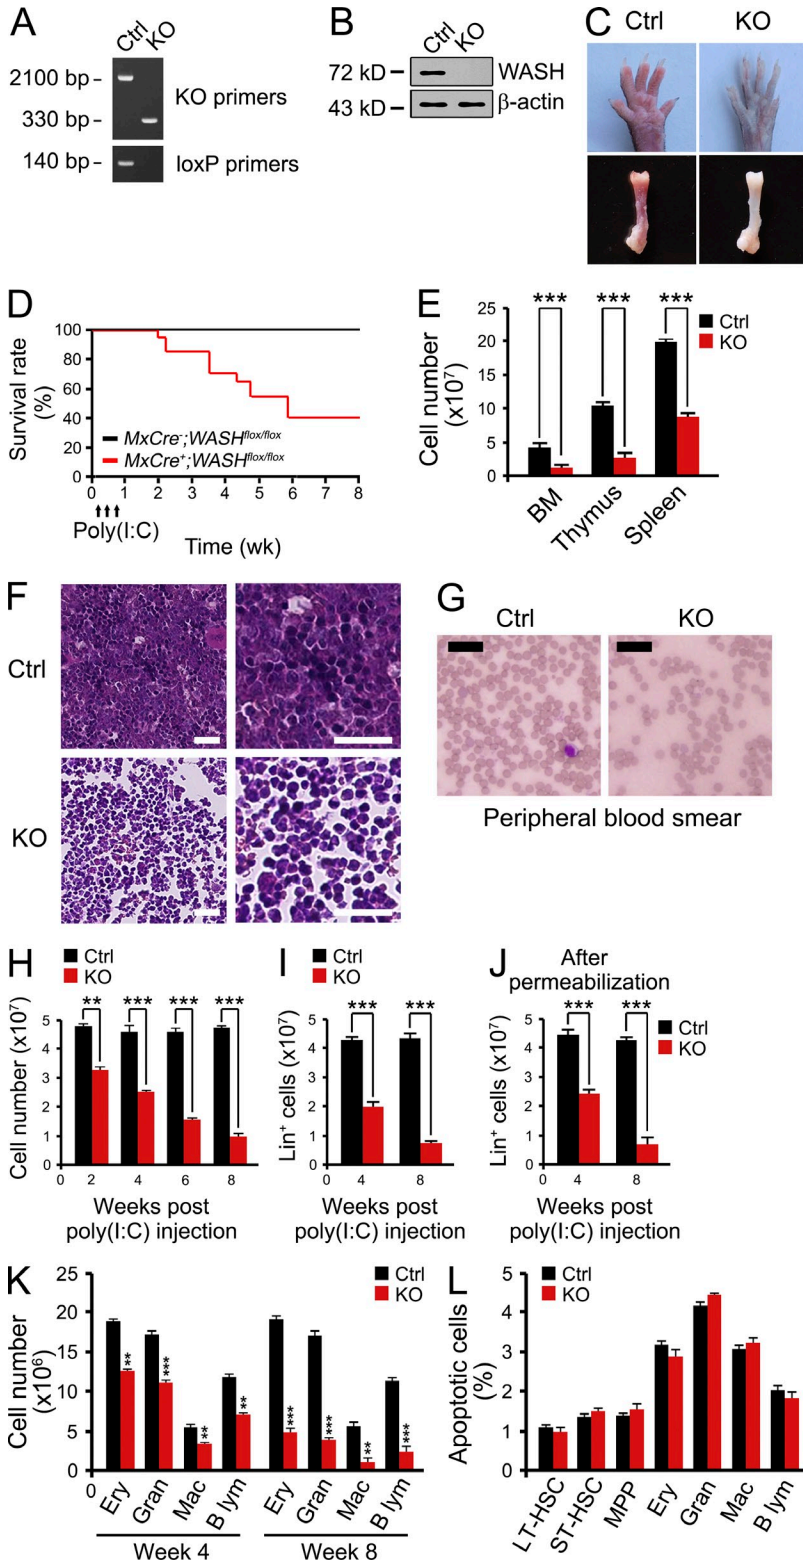 A
Ctrl
KO
2100 bp
330 bp
KO primers
140 bp
loxP primers
B
Ctrl
KO
72 kD
WASH
43 kD
β-actin
C
Ctrl
KO
D
Survival rate
(%)
100
80
60
40
20
0
MxCre-;WASHflox/flox
MxCre+;WASHflox/flox
0 1 2 3 4 5 6 7 8
Poly(I:C)
Time (wk)
E
Cell number
(x10⁷)
25
20
15
10
5
0
*** *** ***
Ctrl
KO
BM
Thymus
Spleen
F
Ctrl
KO
G
Ctrl
KO
Peripheral blood smear
H
Ctrl
KO
Cell number (x10⁷)
** *** *** ***
5
4
3
2
1
0
0 2 4 6 8
Weeks post
poly(I:C) injection
I
Ctrl
KO
Lin⁺ cells (x10⁷)
*** ***
5
4
3
2
1
0
0 4 8
Weeks post
poly(I:C) injection
J
After
permeabilization
Ctrl
KO
Lin⁺ cells (x10⁷)
*** ***
5
4
3
2
1
0
0 4 8
Weeks post
poly(I:C) injection
K
Ctrl
KO
Cell number
(x10⁶)
25
20
15
10
5
0
0
** *** ** ** *** *** ** ***
Ery
Gran
Mac
B lym
Ery
Gran
Mac
B lym
Week 4
Week 8
L
Ctrl
KO
Apoptotic cells
(%)
5
4
3
2
1
0
LT-HSC
ST-HSC
MPP
Ery
Gran
Mac
B lym